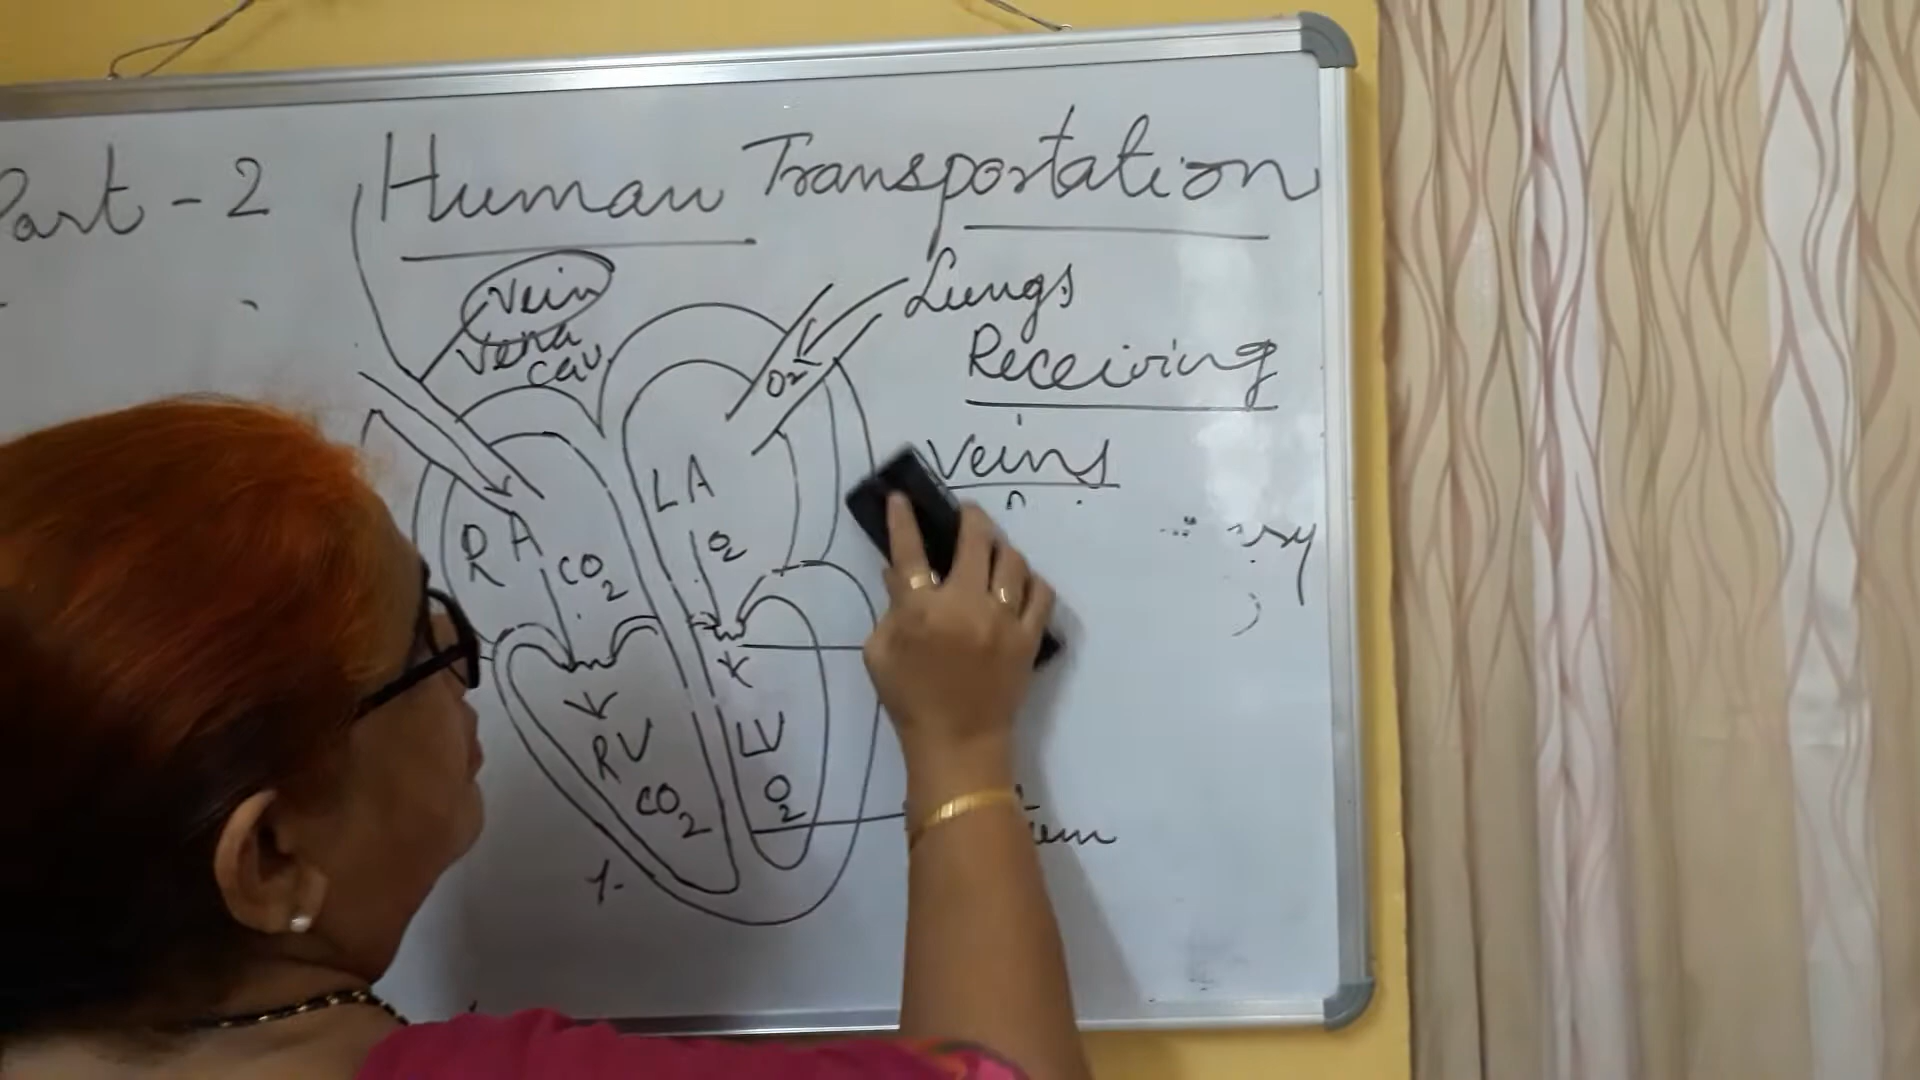 Part - 2 Human Transportation
Vein
Vena
cav
Lungs
O2
Receiving
Veins
LA
O2
RA
CO2
RV
CO2
LV
O2